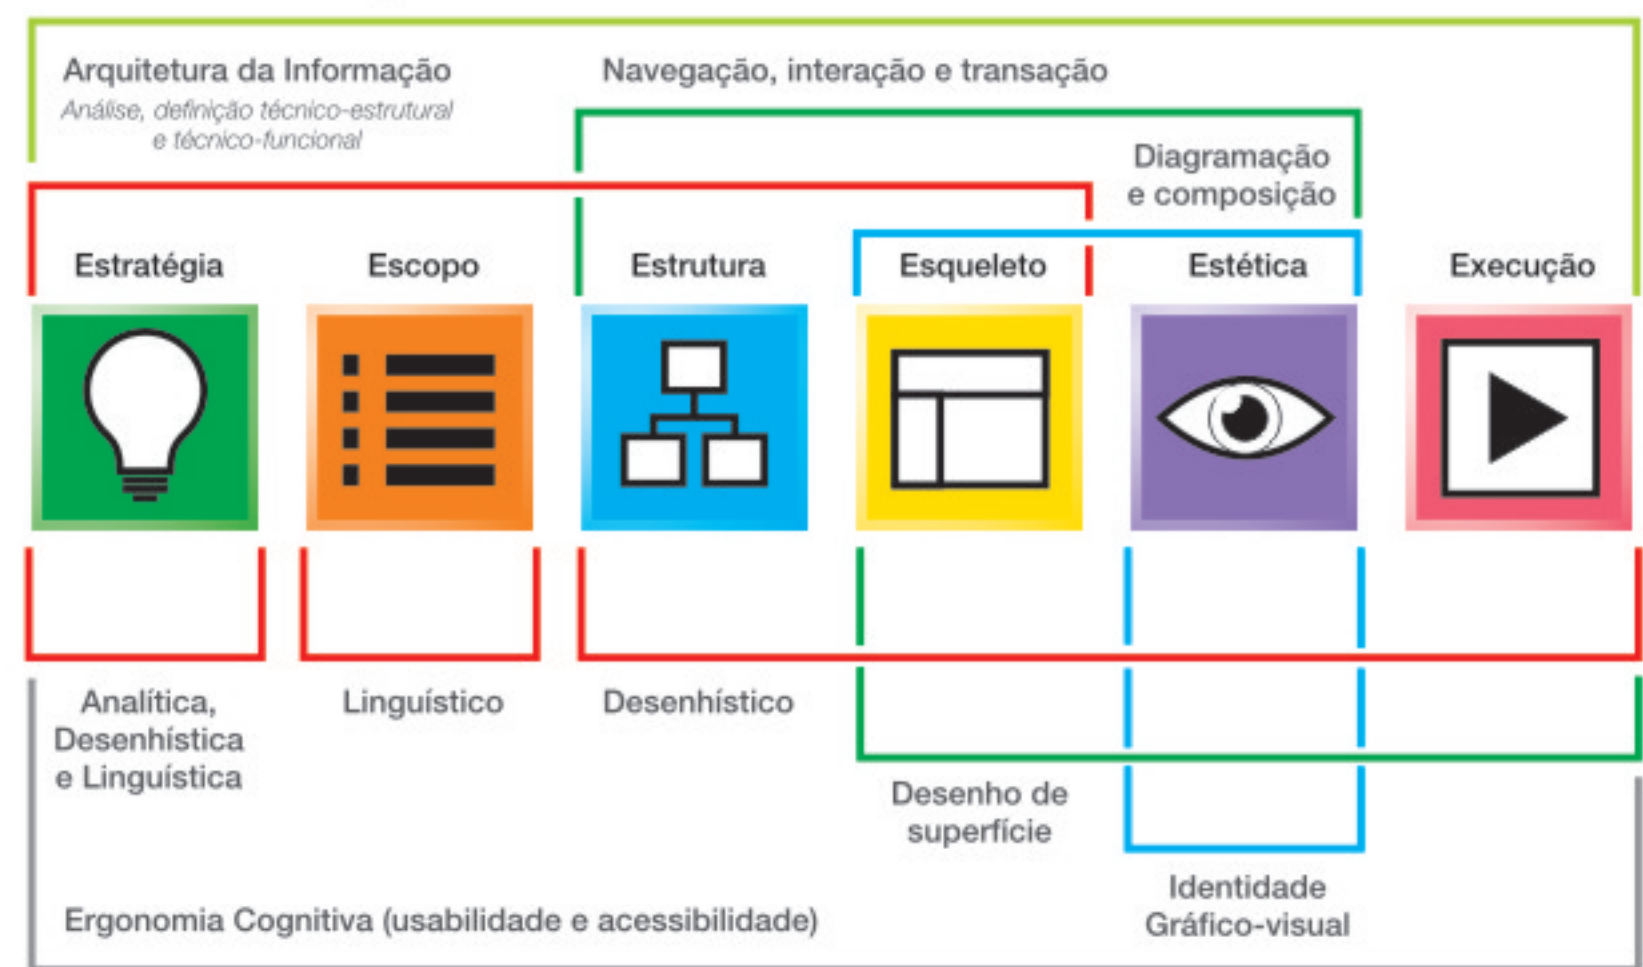 Arquitetura da Informação
Análise, definição técnico-estrutural
e técnico-funcional
Navegação, interação e transação
Diagramação
e composição
Estratégia
Escopo
Estrutura
Esqueleto
Estética
Execução
Analítica,
Desenhística
e Linguística
Linguístico
Desenhístico
Desenho de
superfície
Identidade
Gráfico-visual
Ergonomia Cognitiva (usabilidade e acessibilidade)